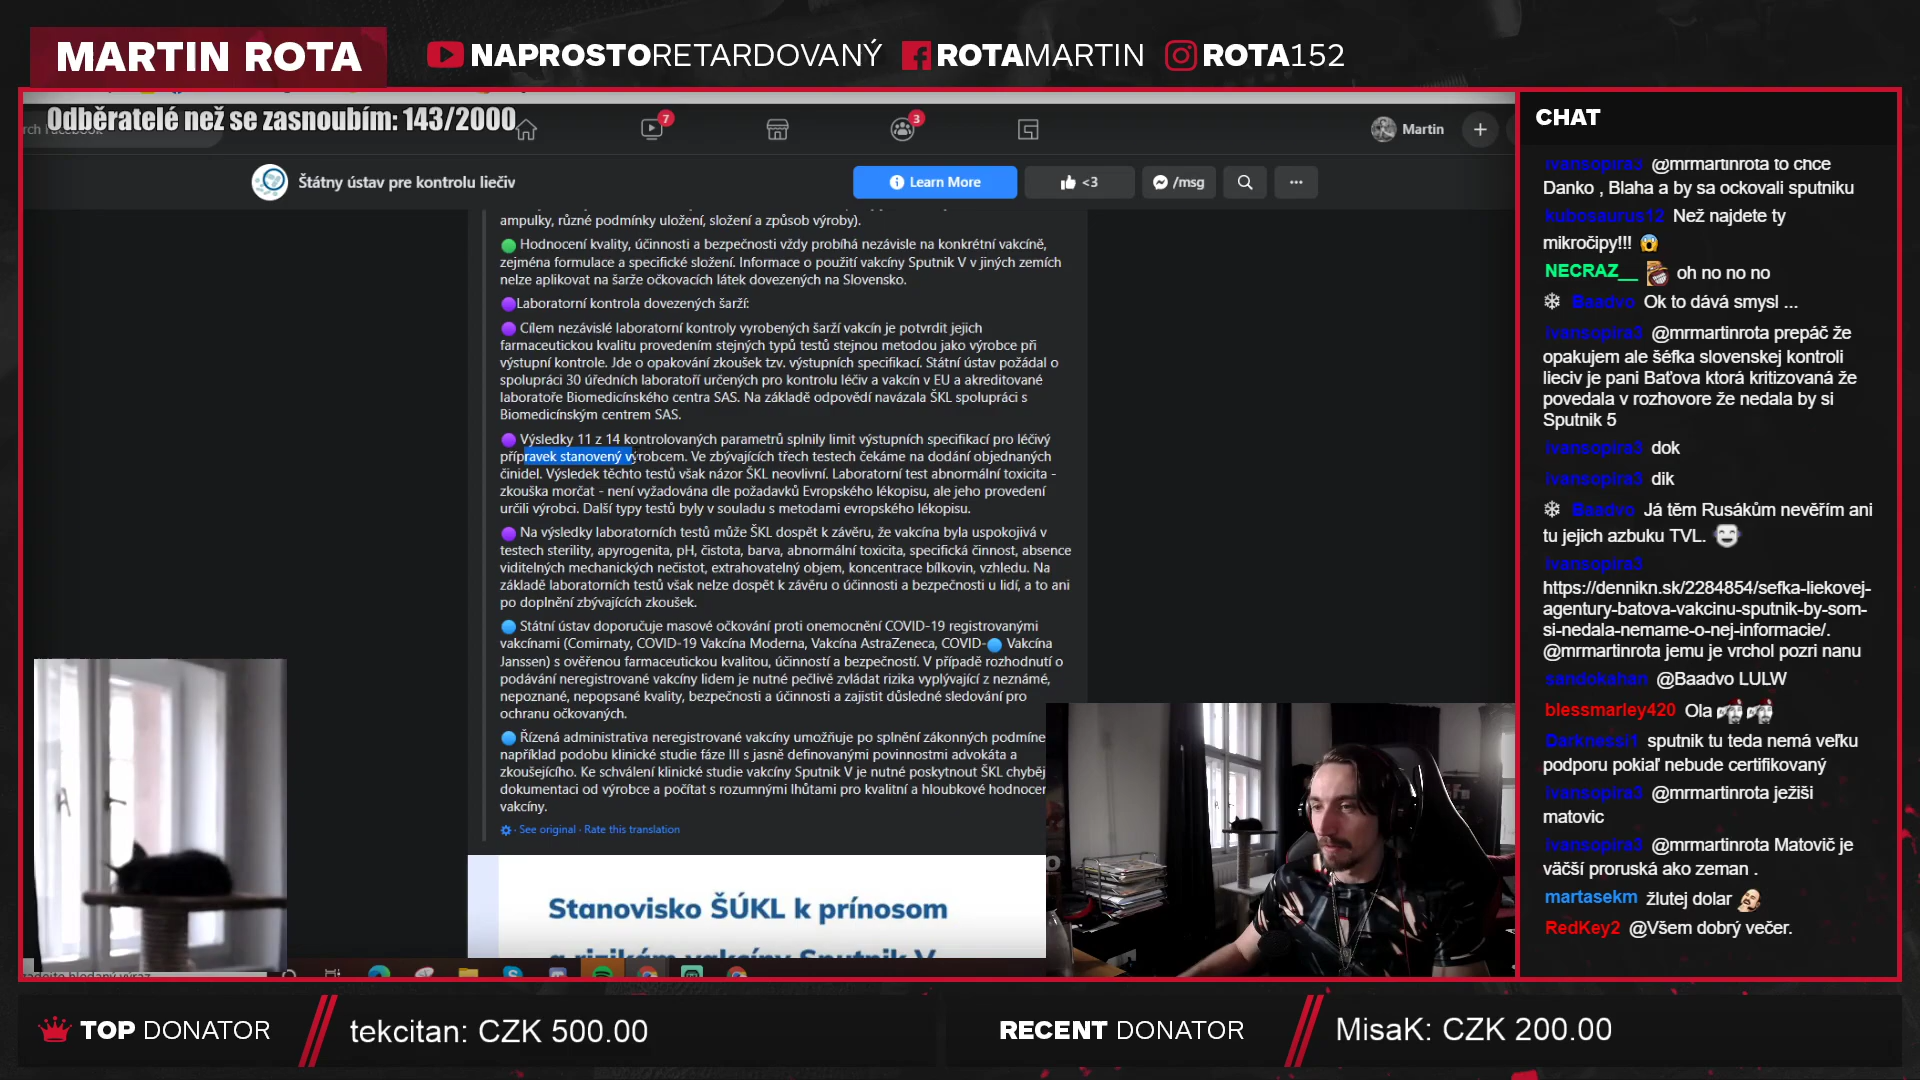 MARTIN ROTA
NAPROSTORETARDOVANÝ
ROTAMARTIN
ROTA152
Odběratelé než se zasnoubím: 143/2000
7
3
Martin
Štátny ústav pre kontrolu liečiv
Learn More
<3
/msg
ampulky, různé podmínky uložení, složení a způsob výroby).
Hodnocení kvality, účinnosti a bezpečnosti vždy probíhá nezávisle na konkrétní vakcíně,
zejména formulace a specifické složení. Informace o použití vakcíny Sputnik V v jiných zemích
nelze aplikovat na šarže očkovacích látek dovezených na Slovensko.
Laboratorní kontrola dovezených šarží:
Cílem nezávislé laboratorní kontroly vyrobených šarží vakcín je potvrdit jejich
farmaceutickou kvalitu provedením stejných typů testů stejnou metodou jako výrobce při
výstupní kontrole. Jde o opakování zkoušek tzv. výstupních specifikací. Státní ústav požádal o
spolupráci 30 úředních laboratoří určených pro kontrolu léčiv a vakcín v EU a akreditované
laboratoře Biomedicínského centra SAS. Na základě odpovědí navázala ŠKL spolupráci s
Biomedicínským centrem SAS.
Výsledky 11 z 14 kontrolovaných parametrů splnily limit výstupních specifikací pro léčivý
přípravek stanovený výrobcem. Ve zbývajících třech testech čekáme na dodání objednaných
činidel. Výsledek těchto testů však názor ŠKL neovlivní. Laboratorní test abnormální toxicita -
zkouška morčat - není vyžadována dle požadavků Evropského lékopisu, ale jeho provedení
určili výrobci. Další typy testů byly v souladu s metodami evropského lékopisu.
Na výsledky laboratorních testů může ŠKL dospět k závěru, že vakcína byla uspokojivá v
testech sterility, apyrogenita, pH, čistota, barva, abnormální toxicita, specifická činnost, absence
viditelných mechanických nečistot, extrahovatelný objem, koncentrace bílkovin, vzhledu. Na
základě laboratorních testů však nelze dospět k závěru o účinnosti a bezpečnosti u lidí, a to ani
po doplnění zbývajících zkoušek.
Státní ústav doporučuje masové očkování proti onemocnění COVID-19 registrovanými
vakcínami (Comirnaty, COVID-19 Vakcína Moderna, Vakcína AstraZeneca, COVID- Vakcína
Janssen) s ověřenou farmaceutickou kvalitou, účinností a bezpečností. V případě rozhodnutí o
podávání neregistrované vakcíny lidem je nutné pečlivě zvládat rizika vyplývající z neznámé,
nepoznané, nepopsané kvality, bezpečnosti a účinnosti a zajistit důsledné sledování pro
ochranu očkovaných.
Řízená administrativa neregistrované vakcíny umožňuje po splnění zákonných podmíne
například podobu klinické studie fáze III s jasně definovanými povinnostmi advokáta a
zkoušejícího. Ke schválení klinické studie vakcíny Sputnik V je nutné poskytnout ŠKL chyběj
dokumentaci od výrobce a počítat s rozumnými lhůtami pro kvalitní a hloubkové hodnocer
vakcíny.
· See original · Rate this translation
Stanovisko ŠÚKL k prínosom
a rizikám vakcíny Sputnik V
CHAT
ivansopira3 @mrmartinrota to chce
Danko , Blaha a by sa ockovali sputniku
kubosaurus12 Než najdete ty
mikročipy!!!
NECRAZ__ oh no no no
Baadvo Ok to dává smysl ...
ivansopira3 @mrmartinrota prepáč že
opakujem ale šéfka slovenskej kontroli
lieciv je pani Baťova ktorá kritizovaná že
povedala v rozhovore že nedala by si
Sputnik 5
ivansopira3 dok
ivansopira3 dik
Baadvo Já těm Rusákům nevěřím ani
tu jejich azbuku TVL.
ivansopira3
https://dennikn.sk/2284854/sefka-liekovej-
agentury-batova-vakcinu-sputnik-by-som-
si-nedala-nemame-o-nej-informacie/.
@mrmartinrota jemu je vrchol pozri nanu
sandokahan @Baadvo LULW
blessmarley420 Ola
Darknessi1 sputnik tu teda nemá veľku
podporu pokiaľ nebude certifikovaný
ivansopira3 @mrmartinrota ježiši
matovic
ivansopira3 @mrmartinrota Matovič je
väčší proruská ako zeman .
martasekm žlutej dolar
RedKey2 @Všem dobrý večer.
TOP DONATOR
tekcitan: CZK 500.00
RECENT DONATOR
MisaK: CZK 200.00